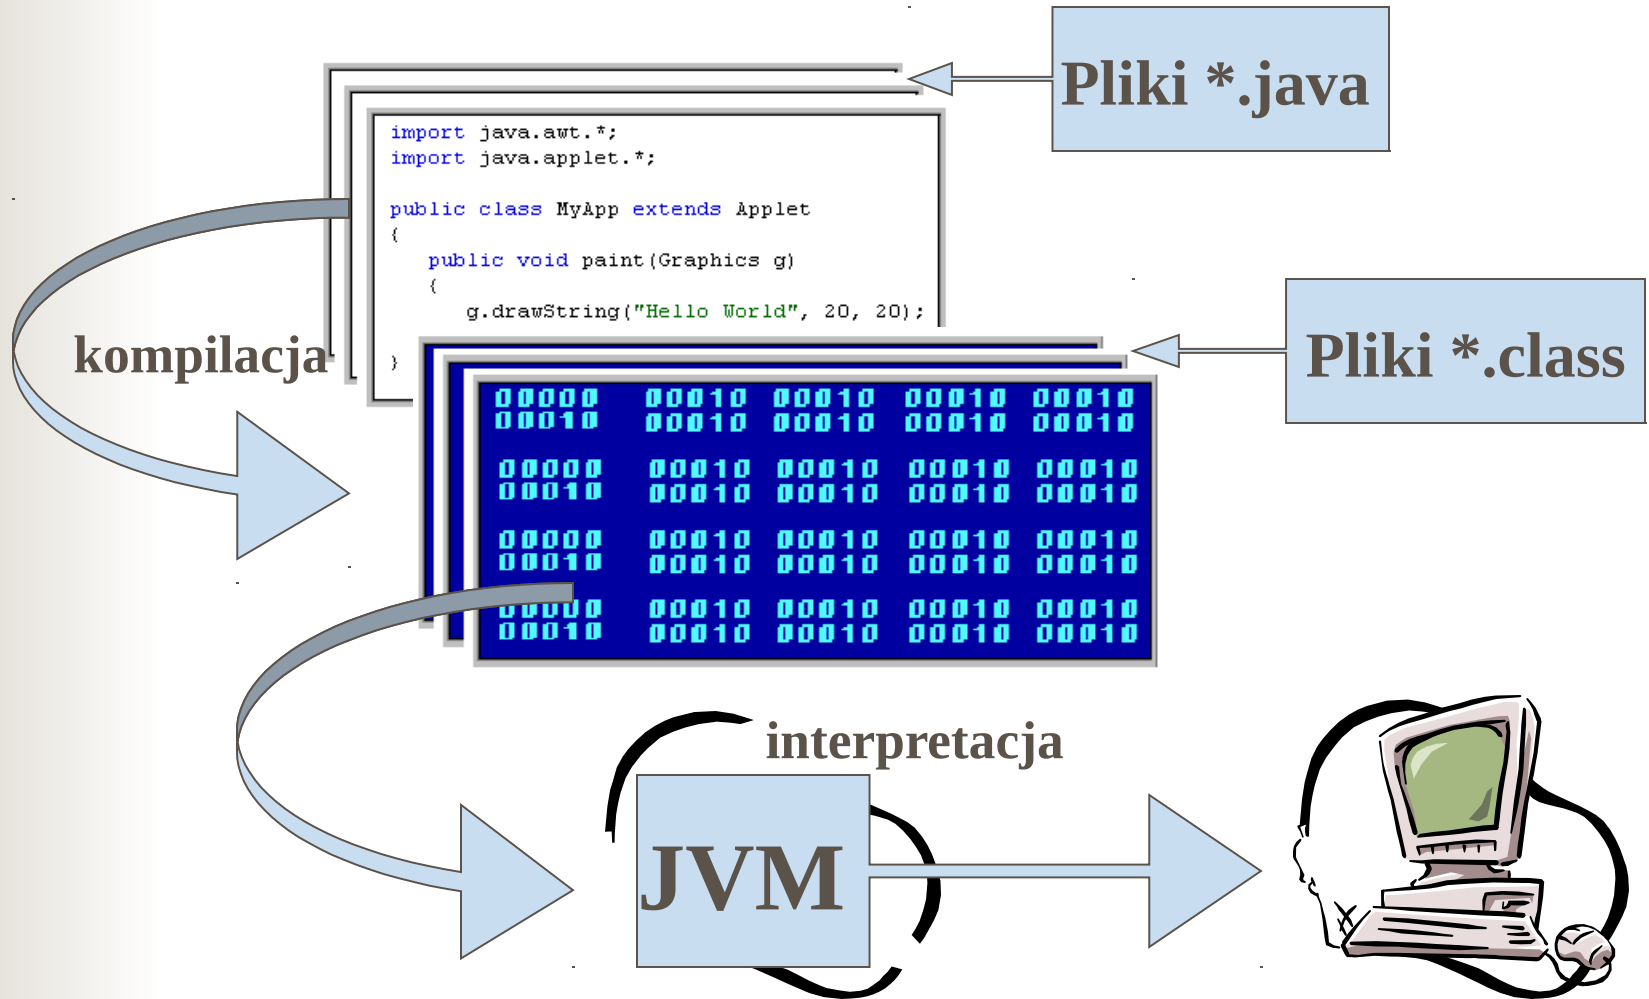 Pliki *.java
import java.awt.*;
import java.applet.*;
public class MyApp extends Applet
{
public void paint(Graphics g)
{
g.drawString("Hello World", 20, 20);
}
kompilacja
Pliki *.class
00000 00010 00010 00010 00010
00010 00010 00010 00010 00010
00000 00010 00010 00010 00010
00010 00010 00010 00010 00010
00000 00010 00010 00010 00010
00010 00010 00010 00010 00010
00000 00010 00010 00010 00010
00010 00010 00010 00010 00010
interpretacja
JVM